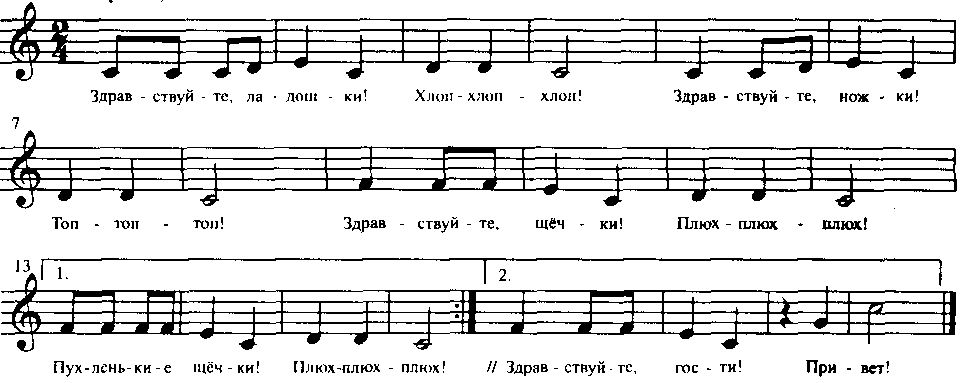 2 4
Здрав - ствуй - те, ла - дош - ки! Хлоп - хлоп - хлоп! Здрав - ствуй - те, нож - ки!
7
Топ - топ - топ! Здрав - ствуй - те, щёч - ки! Плюх - плюх - плюх!
13 1. 2.
Пух-лень-ки-е щёч - ки! Плюх-плюх - плюх! // Здрав - ствуй - те, гос - ти! При - вет!